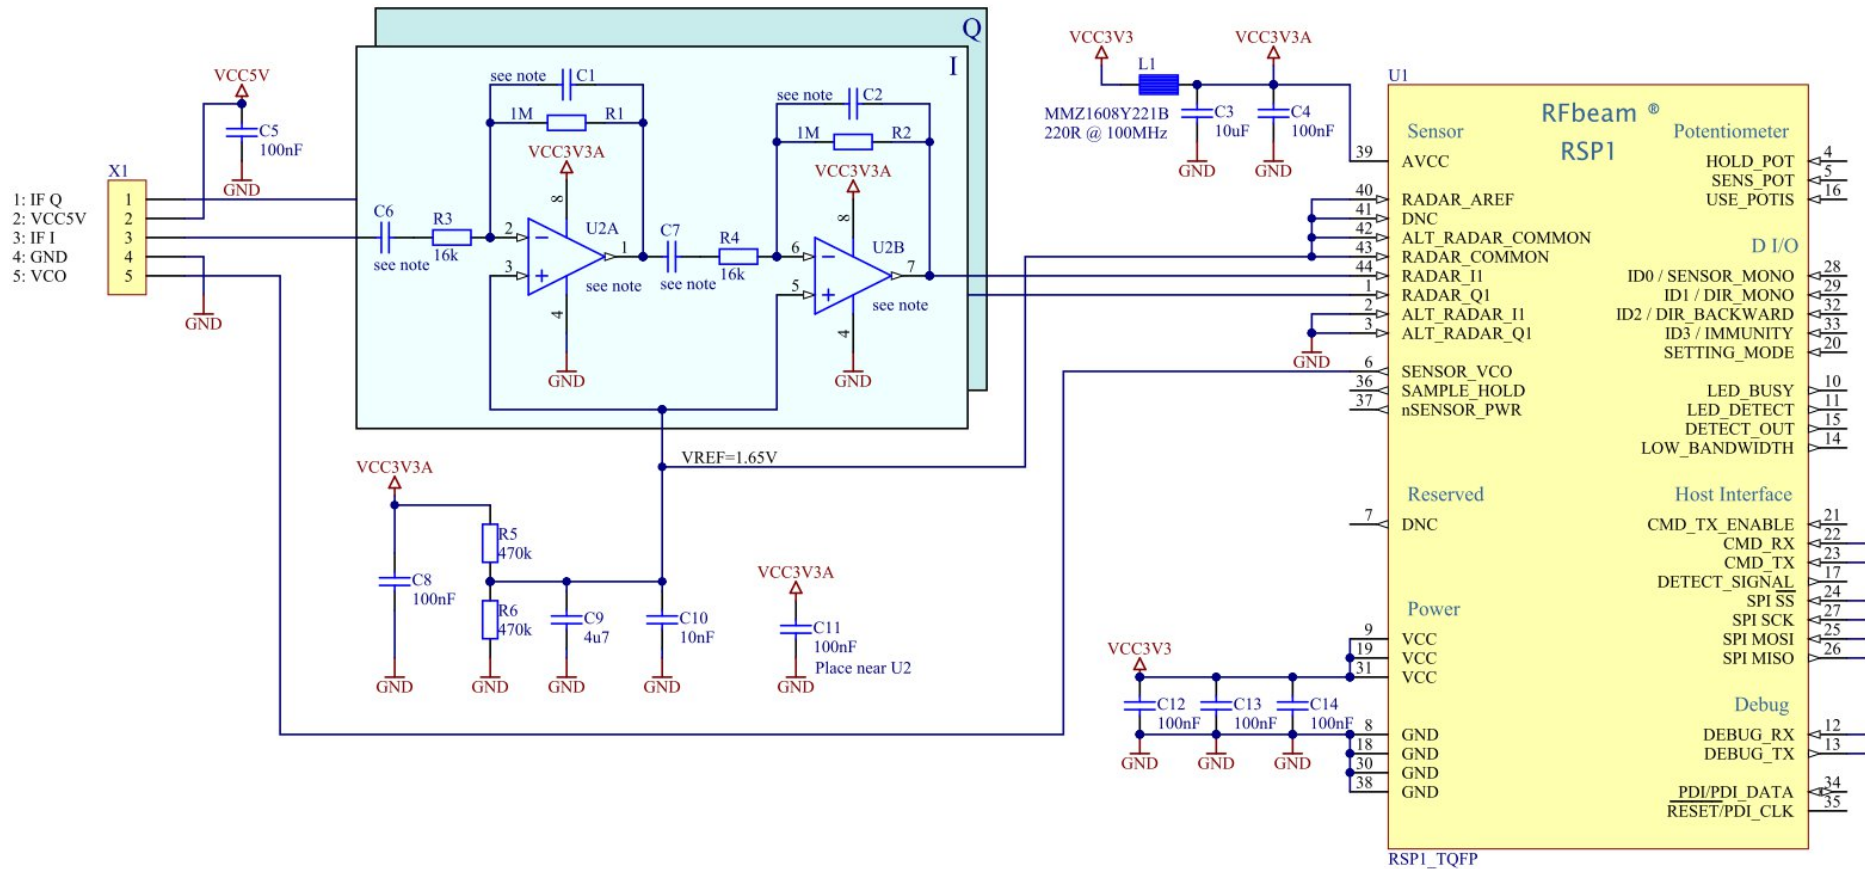 Q
I
VCC5V
C5
100nF
GND
X1
1: IF Q
2: VCC5V
3: IF I
4: GND
5: VCO
1
2
3
4
5
GND
see note
C1
1M
R1
VCC3V3A
8
C6
see note
R3
16k
2
3
U2A
1
see note
4
GND
C7
see note
R4
16k
see note
C2
1M
R2
VCC3V3A
8
6
5
U2B
7
see note
4
GND
VREF=1.65V
VCC3V3A
C8
100nF
GND
R5
470k
R6
470k
GND
C9
4u7
GND
C10
10nF
GND
VCC3V3A
C11
100nF
Place near U2
GND
VCC3V3
L1
MMZ1608Y221B
220R @ 100MHz
VCC3V3A
C3
10uF
GND
C4
100nF
GND
VCC3V3
C12
100nF
GND
C13
100nF
GND
C14
100nF
GND
GND
U1
RFbeam ®
RSP1
Sensor
39 AVCC
40 RADAR_AREF
41 DNC
42 ALT_RADAR_COMMON
43 RADAR_COMMON
44 RADAR_I1
1 RADAR_Q1
2 ALT_RADAR_I1
3 ALT_RADAR_Q1
6 SENSOR_VCO
36 SAMPLE_HOLD
37 nSENSOR_PWR
Reserved
7 DNC
Power
9 VCC
19 VCC
31 VCC
8 GND
18 GND
30 GND
38 GND
Potentiometer
HOLD_POT 4
SENS_POT 5
USE_POTIS 16
D I/O
ID0 / SENSOR_MONO 28
ID1 / DIR_MONO 29
ID2 / DIR_BACKWARD 32
ID3 / IMMUNITY 33
SETTING_MODE 20
LED_BUSY 10
LED_DETECT 11
DETECT_OUT 15
LOW_BANDWIDTH 14
Host Interface
CMD_TX_ENABLE 21
CMD_RX 22
CMD_TX 23
DETECT_SIGNAL 17
SPI SS 24
SPI SCK 27
SPI MOSI 25
SPI MISO 26
Debug
DEBUG_RX 12
DEBUG_TX 13
PDI/PDI_DATA 34
RESET/PDI_CLK 35
RSP1_TQFP